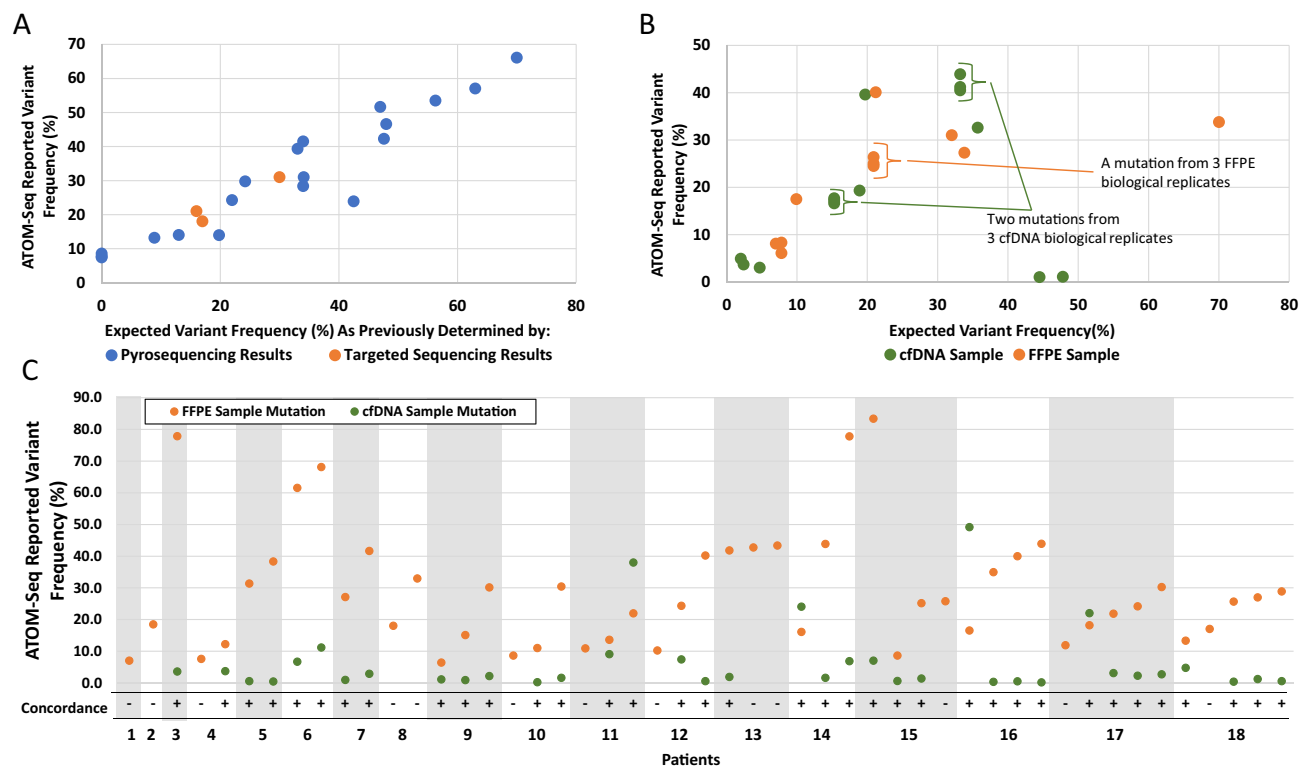 A
ATOM-Seq Reported Variant
Frequency (%)
70
60
50
40
30
20
10
0
0 20 40 60 80
Expected Variant Frequency (%) As Previously Determined by:
Pyrosequencing Results Targeted Sequencing Results
B
ATOM-Seq Reported Variant
Frequency (%)
50
40
30
20
10
0
A mutation from 3 FFPE
biological replicates
Two mutations from
3 cfDNA biological replicates
0 10 20 30 40 50 60 70 80
Expected Variant Frequency(%)
cfDNA Sample FFPE Sample
C
ATOM-Seq Reported Variant
Frequency (%)
FFPE Sample Mutation cfDNA Sample Mutation
90.0
80.0
70.0
60.0
50.0
40.0
30.0
20.0
10.0
0.0
Concordance - - + - + + + + + + + - - + + + - + + - + + - + + + - - + + + + + + - + + + + - + + + + + - + + +
1 2 3 4 5 6 7 8 9 10 11 12 13 14 15 16 17 18
Patients